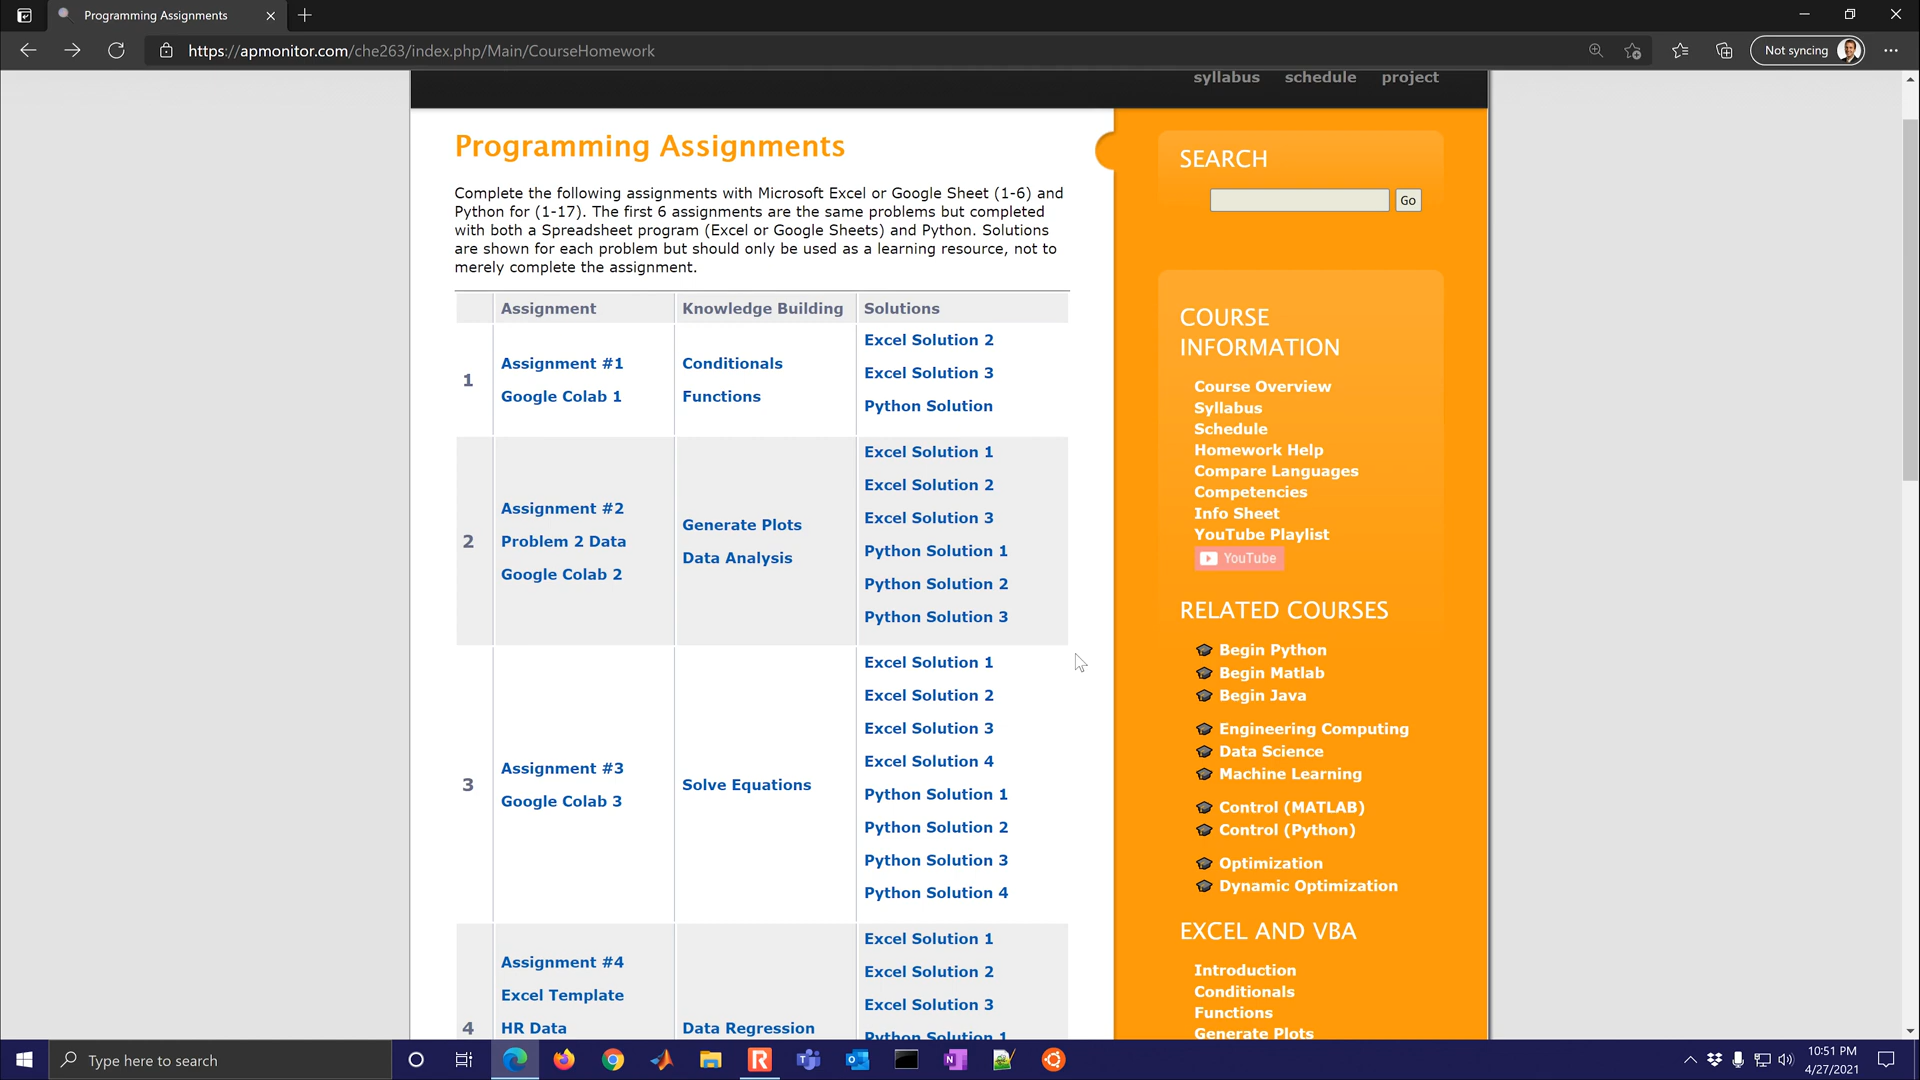 Programming Assignments
https://apmonitor.com/che263/index.php/Main/CourseHomework
Not syncing
syllabus schedule project
Programming Assignments
Complete the following assignments with Microsoft Excel or Google Sheet (1-6) and
Python for (1-17). The first 6 assignments are the same problems but completed
with both a Spreadsheet program (Excel or Google Sheets) and Python. Solutions
are shown for each problem but should only be used as a learning resource, not to
merely complete the assignment.
Assignment Knowledge Building Solutions
1
Assignment #1
Google Colab 1
Conditionals
Functions
Excel Solution 2
Excel Solution 3
Python Solution
2
Assignment #2
Problem 2 Data
Google Colab 2
Generate Plots
Data Analysis
Excel Solution 1
Excel Solution 2
Excel Solution 3
Python Solution 1
Python Solution 2
Python Solution 3
3
Assignment #3
Google Colab 3
Solve Equations
Excel Solution 1
Excel Solution 2
Excel Solution 3
Excel Solution 4
Python Solution 1
Python Solution 2
Python Solution 3
Python Solution 4
4
Assignment #4
Excel Template
HR Data
Data Regression
Excel Solution 1
Excel Solution 2
Excel Solution 3
Python Solution 1
SEARCH
Go
COURSE
INFORMATION
Course Overview
Syllabus
Schedule
Homework Help
Compare Languages
Competencies
Info Sheet
YouTube Playlist
YouTube
RELATED COURSES
Begin Python
Begin Matlab
Begin Java
Engineering Computing
Data Science
Machine Learning
Control (MATLAB)
Control (Python)
Optimization
Dynamic Optimization
EXCEL AND VBA
Introduction
Conditionals
Functions
Generate Plots
Type here to search
10:51 PM
4/27/2021